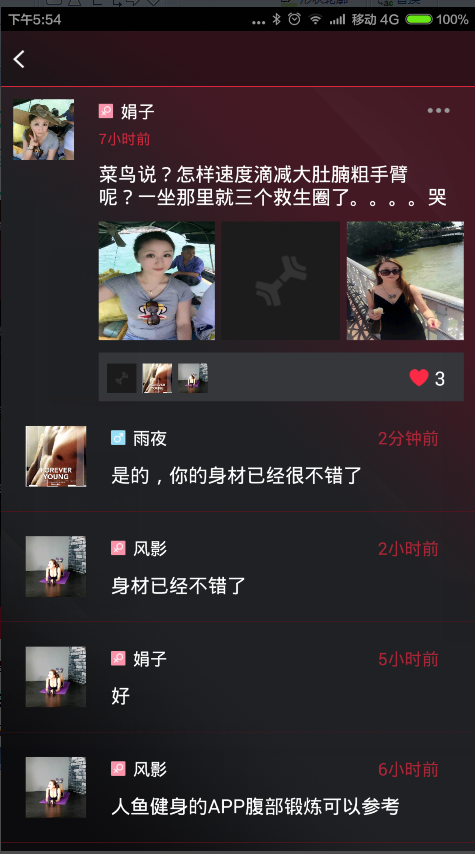 下午5:54
... 移动 4G 100%
娟子
7小时前
菜鸟说？怎样速度滴减大肚腩粗手臂
呢？一坐那里就三个救生圈了。。。。哭
3
雨夜 2分钟前
FOREVER
YOUNG
是的，你的身材已经很不错了
风影 2小时前
身材已经不错了
娟子 5小时前
好
风影 6小时前
人鱼健身的APP腹部锻炼可以参考